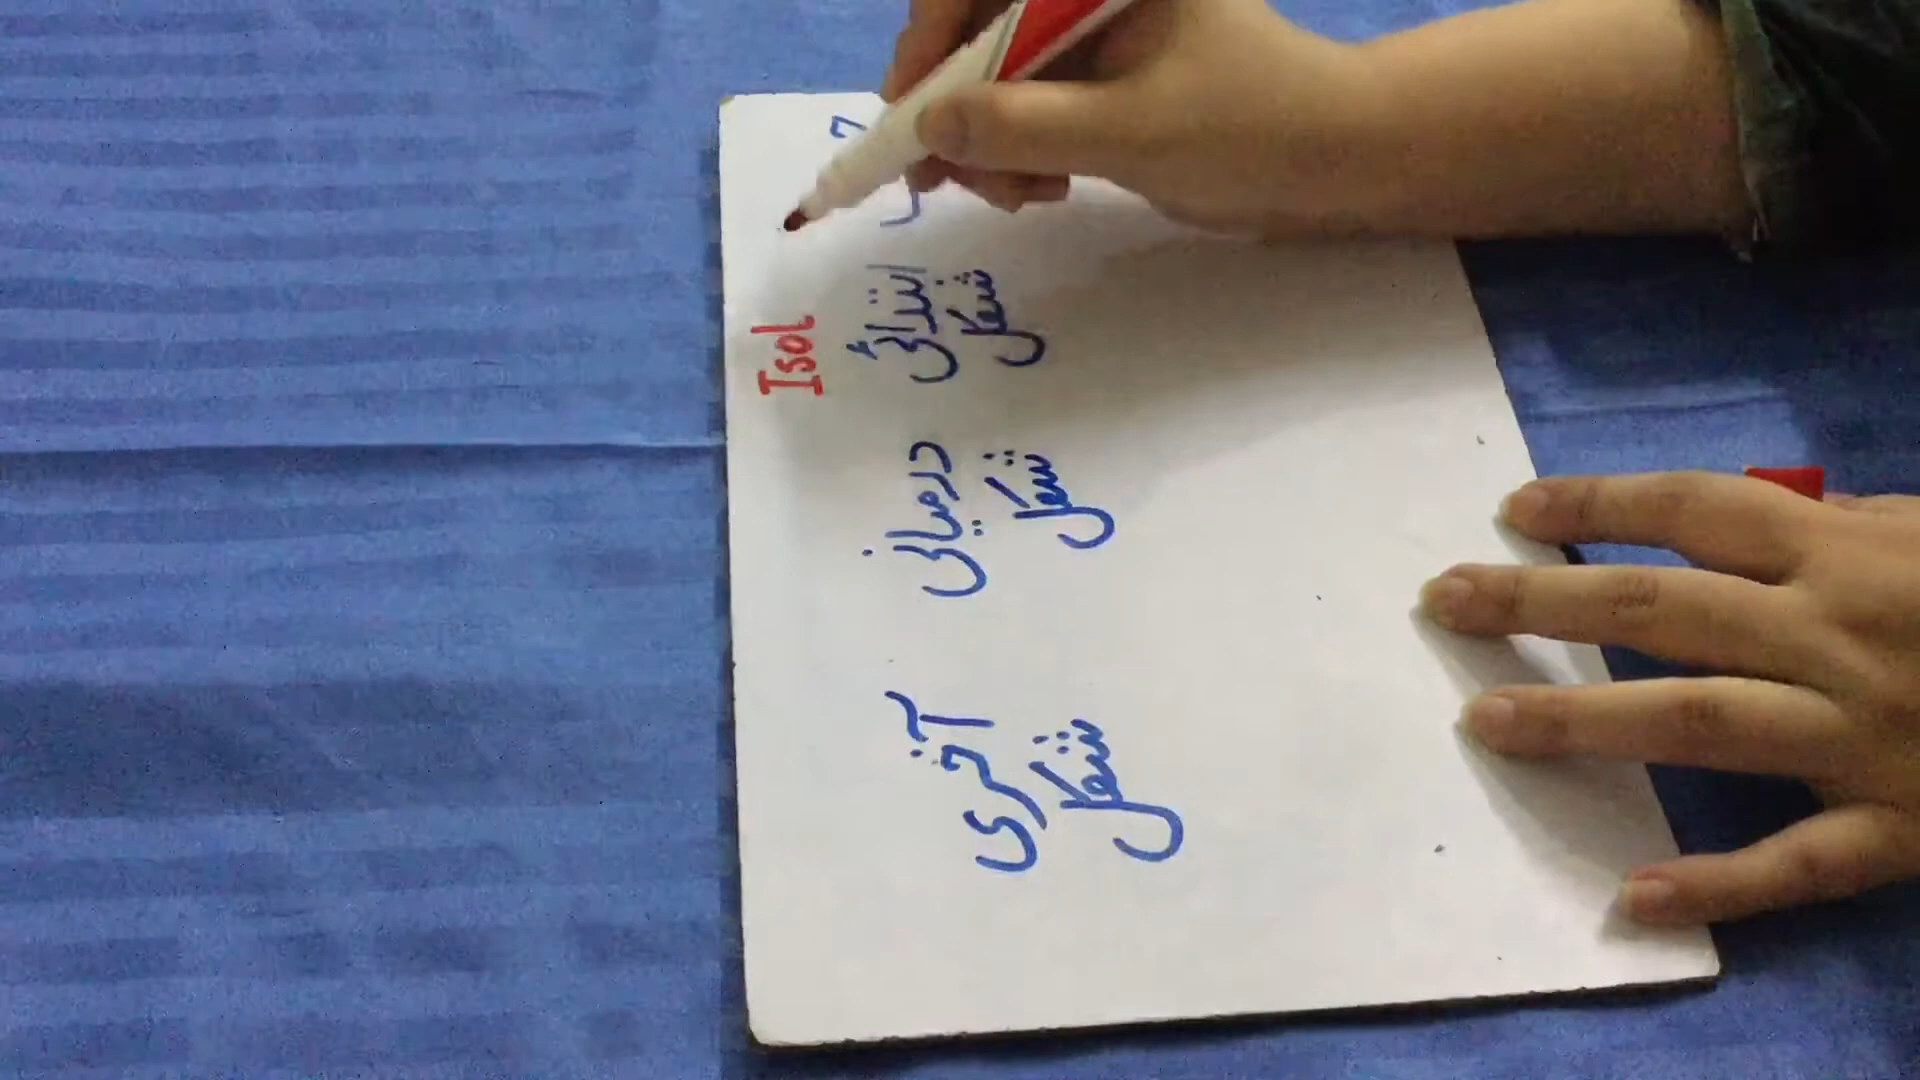 Isol
ابتدائی
شکل
درمیانی
شکل
آخری
شکل